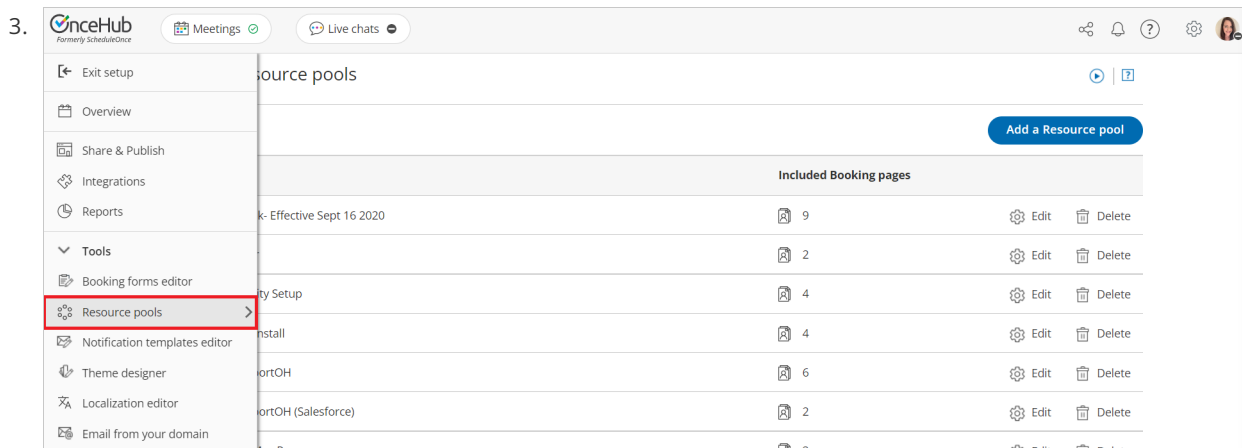 3.
OnceHub
Formerly ScheduleOnce
Meetings
Live chats
?
Exit setup
source pools
?
Overview
Add a Resource pool
Share & Publish
Included Booking pages
Integrations
Reports
k- Effective Sept 16 2020 9 Edit Delete
Tools
2 Edit Delete
Booking forms editor
ity Setup 4 Edit Delete
Resource pools
nstall 4 Edit Delete
Notification templates editor
Theme designer
ortOH 6 Edit Delete
Localization editor
ortOH (Salesforce) 2 Edit Delete
Email from your domain